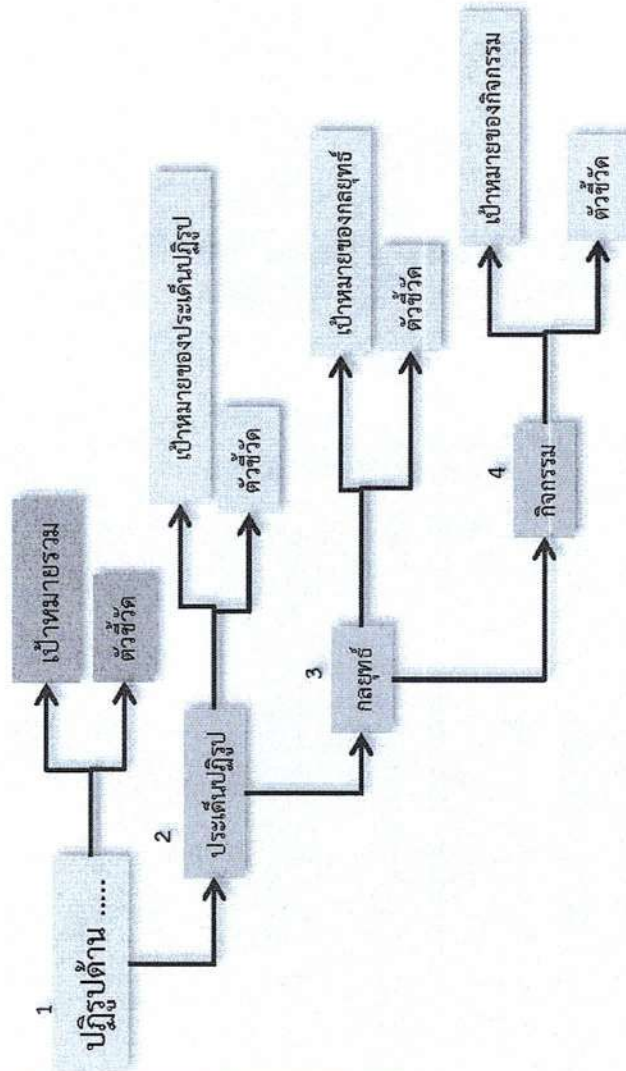 1
ปฏิรูปด้าน .....
เป้าหมายรวม
ตัวชี้วัด
2
ประเด็นปฏิรูป
เป้าหมายของประเด็นปฏิรูป
ตัวชี้วัด
3
กลยุทธ์
เป้าหมายของกลยุทธ์
ตัวชี้วัด
4
กิจกรรม
เป้าหมายของกิจกรรม
ตัวชี้วัด